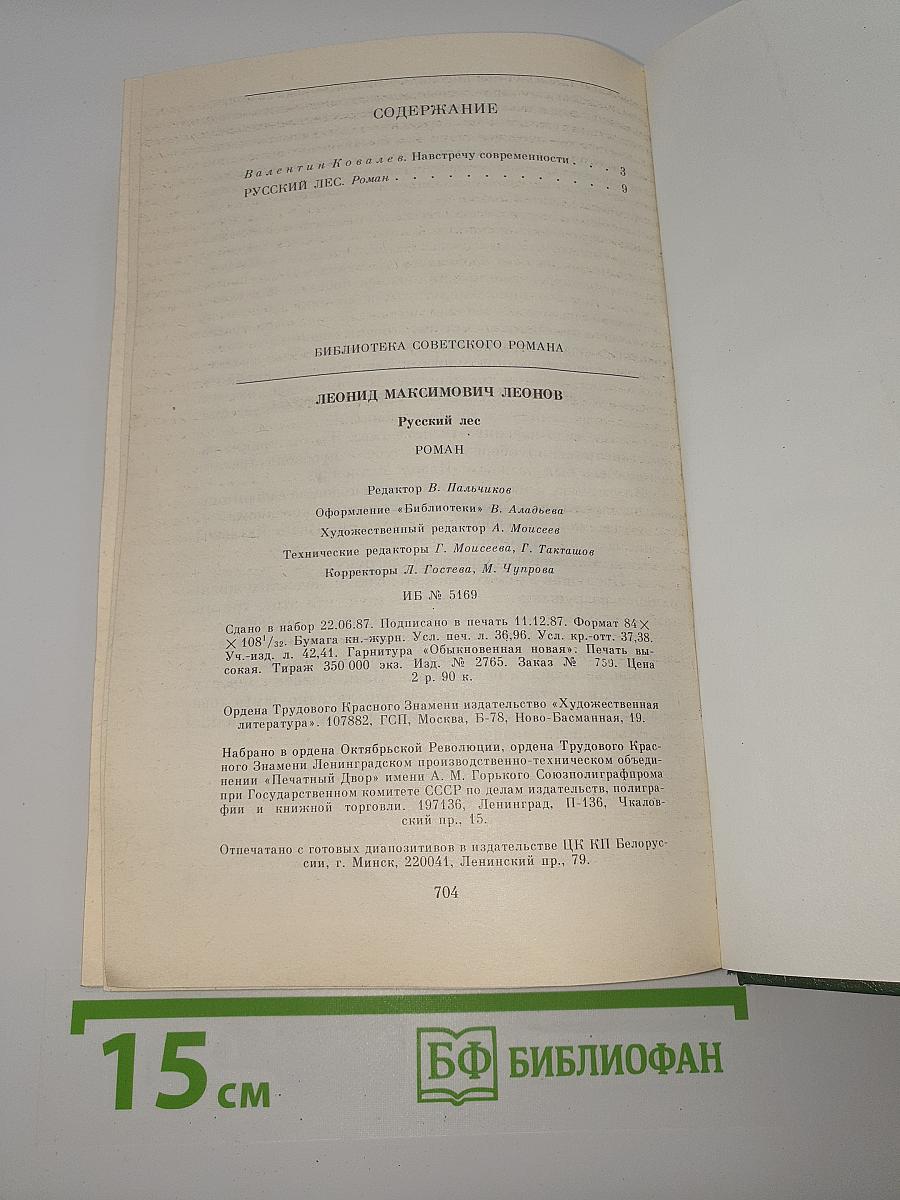 СОДЕРЖАНИЕ
Валентин Ковалев. Навстречу современности . . . 3
РУССКИЙ ЛЕС. Роман . . . . . . . . . . . . . 9
БИБЛИОТЕКА СОВЕТСКОГО РОМАНА
ЛЕОНИД МАКСИМОВИЧ ЛЕОНОВ
Русский лес
РОМАН
Редактор В. Пальчиков
Оформление «Библиотеки» В. Аладьева
Художественный редактор А. Моисеев
Технические редакторы Г. Моисеева, Г. Такташов
Корректоры Л. Гостева, М. Чупрова
ИБ № 5169
Сдано в набор 22.06.87. Подписано в печать 11.12.87. Формат 84×
×108¹/₃₂. Бумага кн.-журн. Усл. печ. л. 36,96. Усл. кр.-отт. 37,38.
Уч.-изд. л. 42,41. Гарнитура «Обыкновенная новая». Печать вы-
сокая. Тираж 350 000 экз. Изд. № 2765. Заказ № 759. Цена
2 р. 90 к.
Ордена Трудового Красного Знамени издательство «Художественная
литература». 107882, ГСП, Москва, Б-78, Ново-Басманная, 19.
Набрано в ордена Октябрьской Революции, ордена Трудового Крас-
ного Знамени Ленинградском производственно-техническом объеди-
нении «Печатный Двор» имени А. М. Горького Союзполиграфпрома
при Государственном комитете СССР по делам издательств, полигра-
фии и книжной торговли. 197136, Ленинград, П-136, Чкалов-
ский пр., 15.
Отпечатано с готовых диапозитивов в издательстве ЦК КП Белорус-
сии, г. Минск, 220041, Ленинский пр., 79.
704
15 см
БФ БИБЛИОФАН